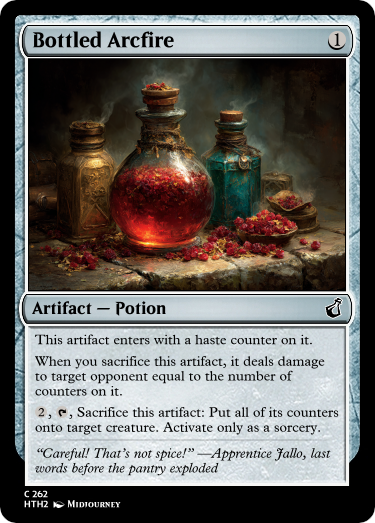 Bottled Arcfire 1
Artifact — Potion
This artifact enters with a haste counter on it.
When you sacrifice this artifact, it deals damage
to target opponent equal to the number of
counters on it.
2, , Sacrifice this artifact: Put all of its counters
onto target creature. Activate only as a sorcery.
“Careful! That's not spice!” —Apprentice Jallo, last
words before the pantry exploded
C 262
HTH2 Midjourney